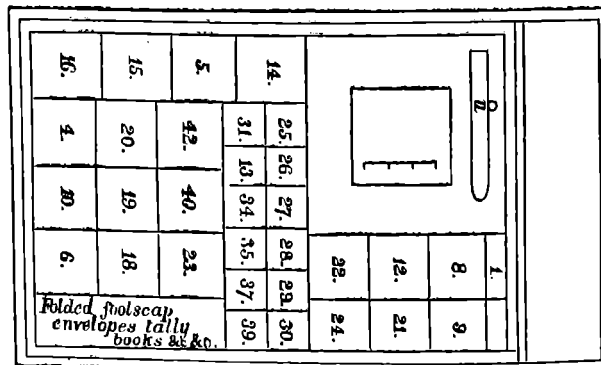 16. 15. 5. 14.
4. 20. 42. 31. 25.
13. 26.
10. 19. 40. 34. 27.
6. 18. 23. 35. 28. 22. 12. 8. 1.
37. 29.
39. 30. 24. 21. 9.
Folded foolscap
envelopes tally
books &c &c.